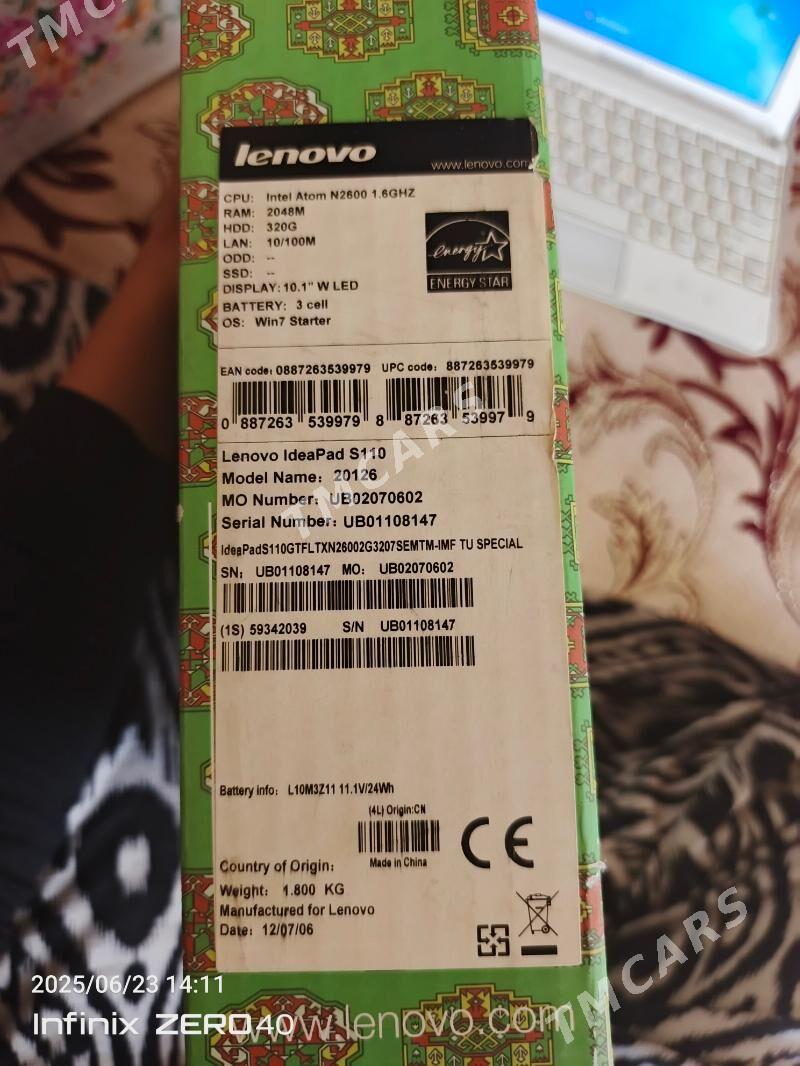 TMC
lenovo
www.lenovo.com
CPU: Intel Atom N2600 1.6GHZ
RAM: 2048M
HDD: 320G
LAN: 10/100M
ODD: --
SSD: --
DISPLAY: 10.1" W LED
BATTERY: 3 cell
OS: Win7 Starter
energy
ENERGY STAR
EAN code: 0887263539979 UPC code: 887263539979
0 887263 539979 8 87263 53997 9
TMCARS
Lenovo IdeaPad S110
Model Name: 20126
MO Number: UB02070602
Serial Number: UB01108147
IdeaPadS110GTFLTXN26002G3207SEMTM-IMF TU SPECIAL
SN: UB01108147 MO: UB02070602
(1S) 59342039 S/N UB01108147
Battery info: L10M3Z11 11.1V/24Wh
(4L) Origin:CN
Made in China
CE
Country of Origin:
Weight: 1.800 KG
Manufactured for Lenovo
Date: 12/07/06
TMCARS
2025/06/23 14:11
Infinix ZERO40
www.lenovo.com